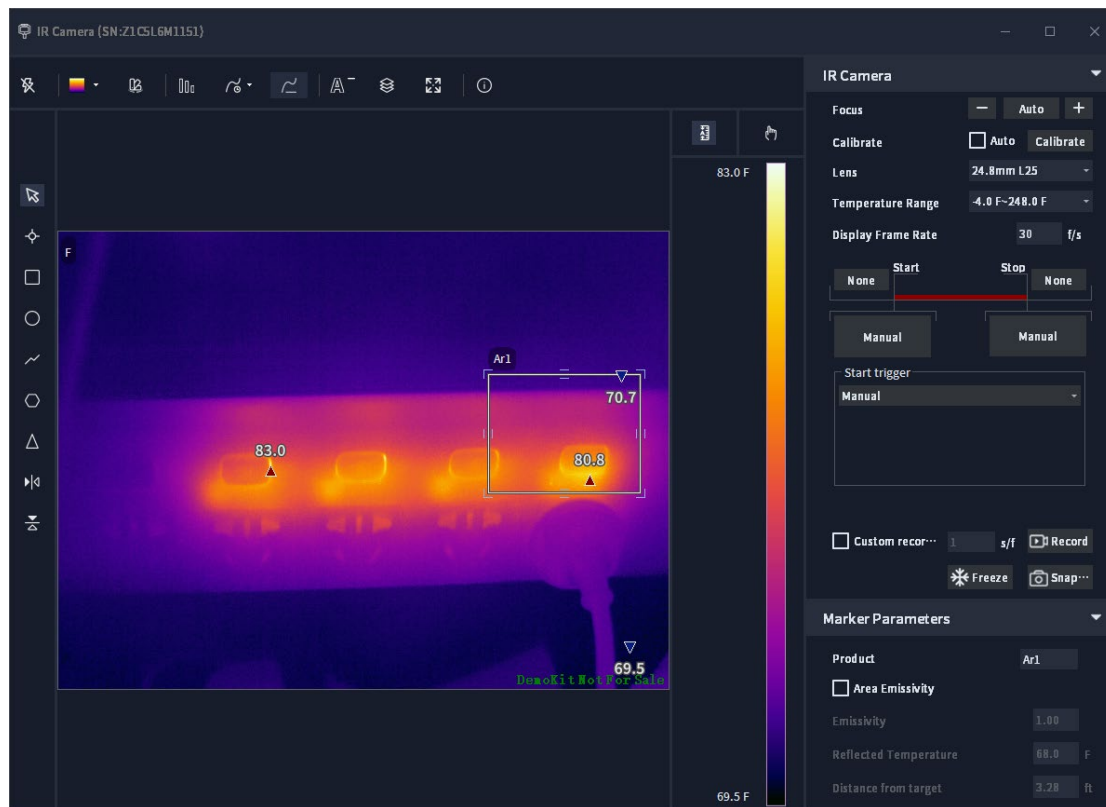 IR Camera (SN:Z1C5L6M1151)
IR Camera
Focus
− Auto +
Calibrate
Auto Calibrate
Lens
24.8mm L25
Temperature Range
-4.0 F~248.0 F
Display Frame Rate
30 f/s
Start Stop
None None
Manual Manual
Start trigger
Manual
Custom recor···
1 s/f
Record
Freeze
Snap···
Marker Parameters
Product
Ar1
Area Emissivity
Emissivity
1.00
Reflected Temperature
68.0 F
Distance from target
3.28 ft
83.0 F
F
Ar1
70.7
83.0
80.8
69.5
DemoKit Not For Sale
69.5 F